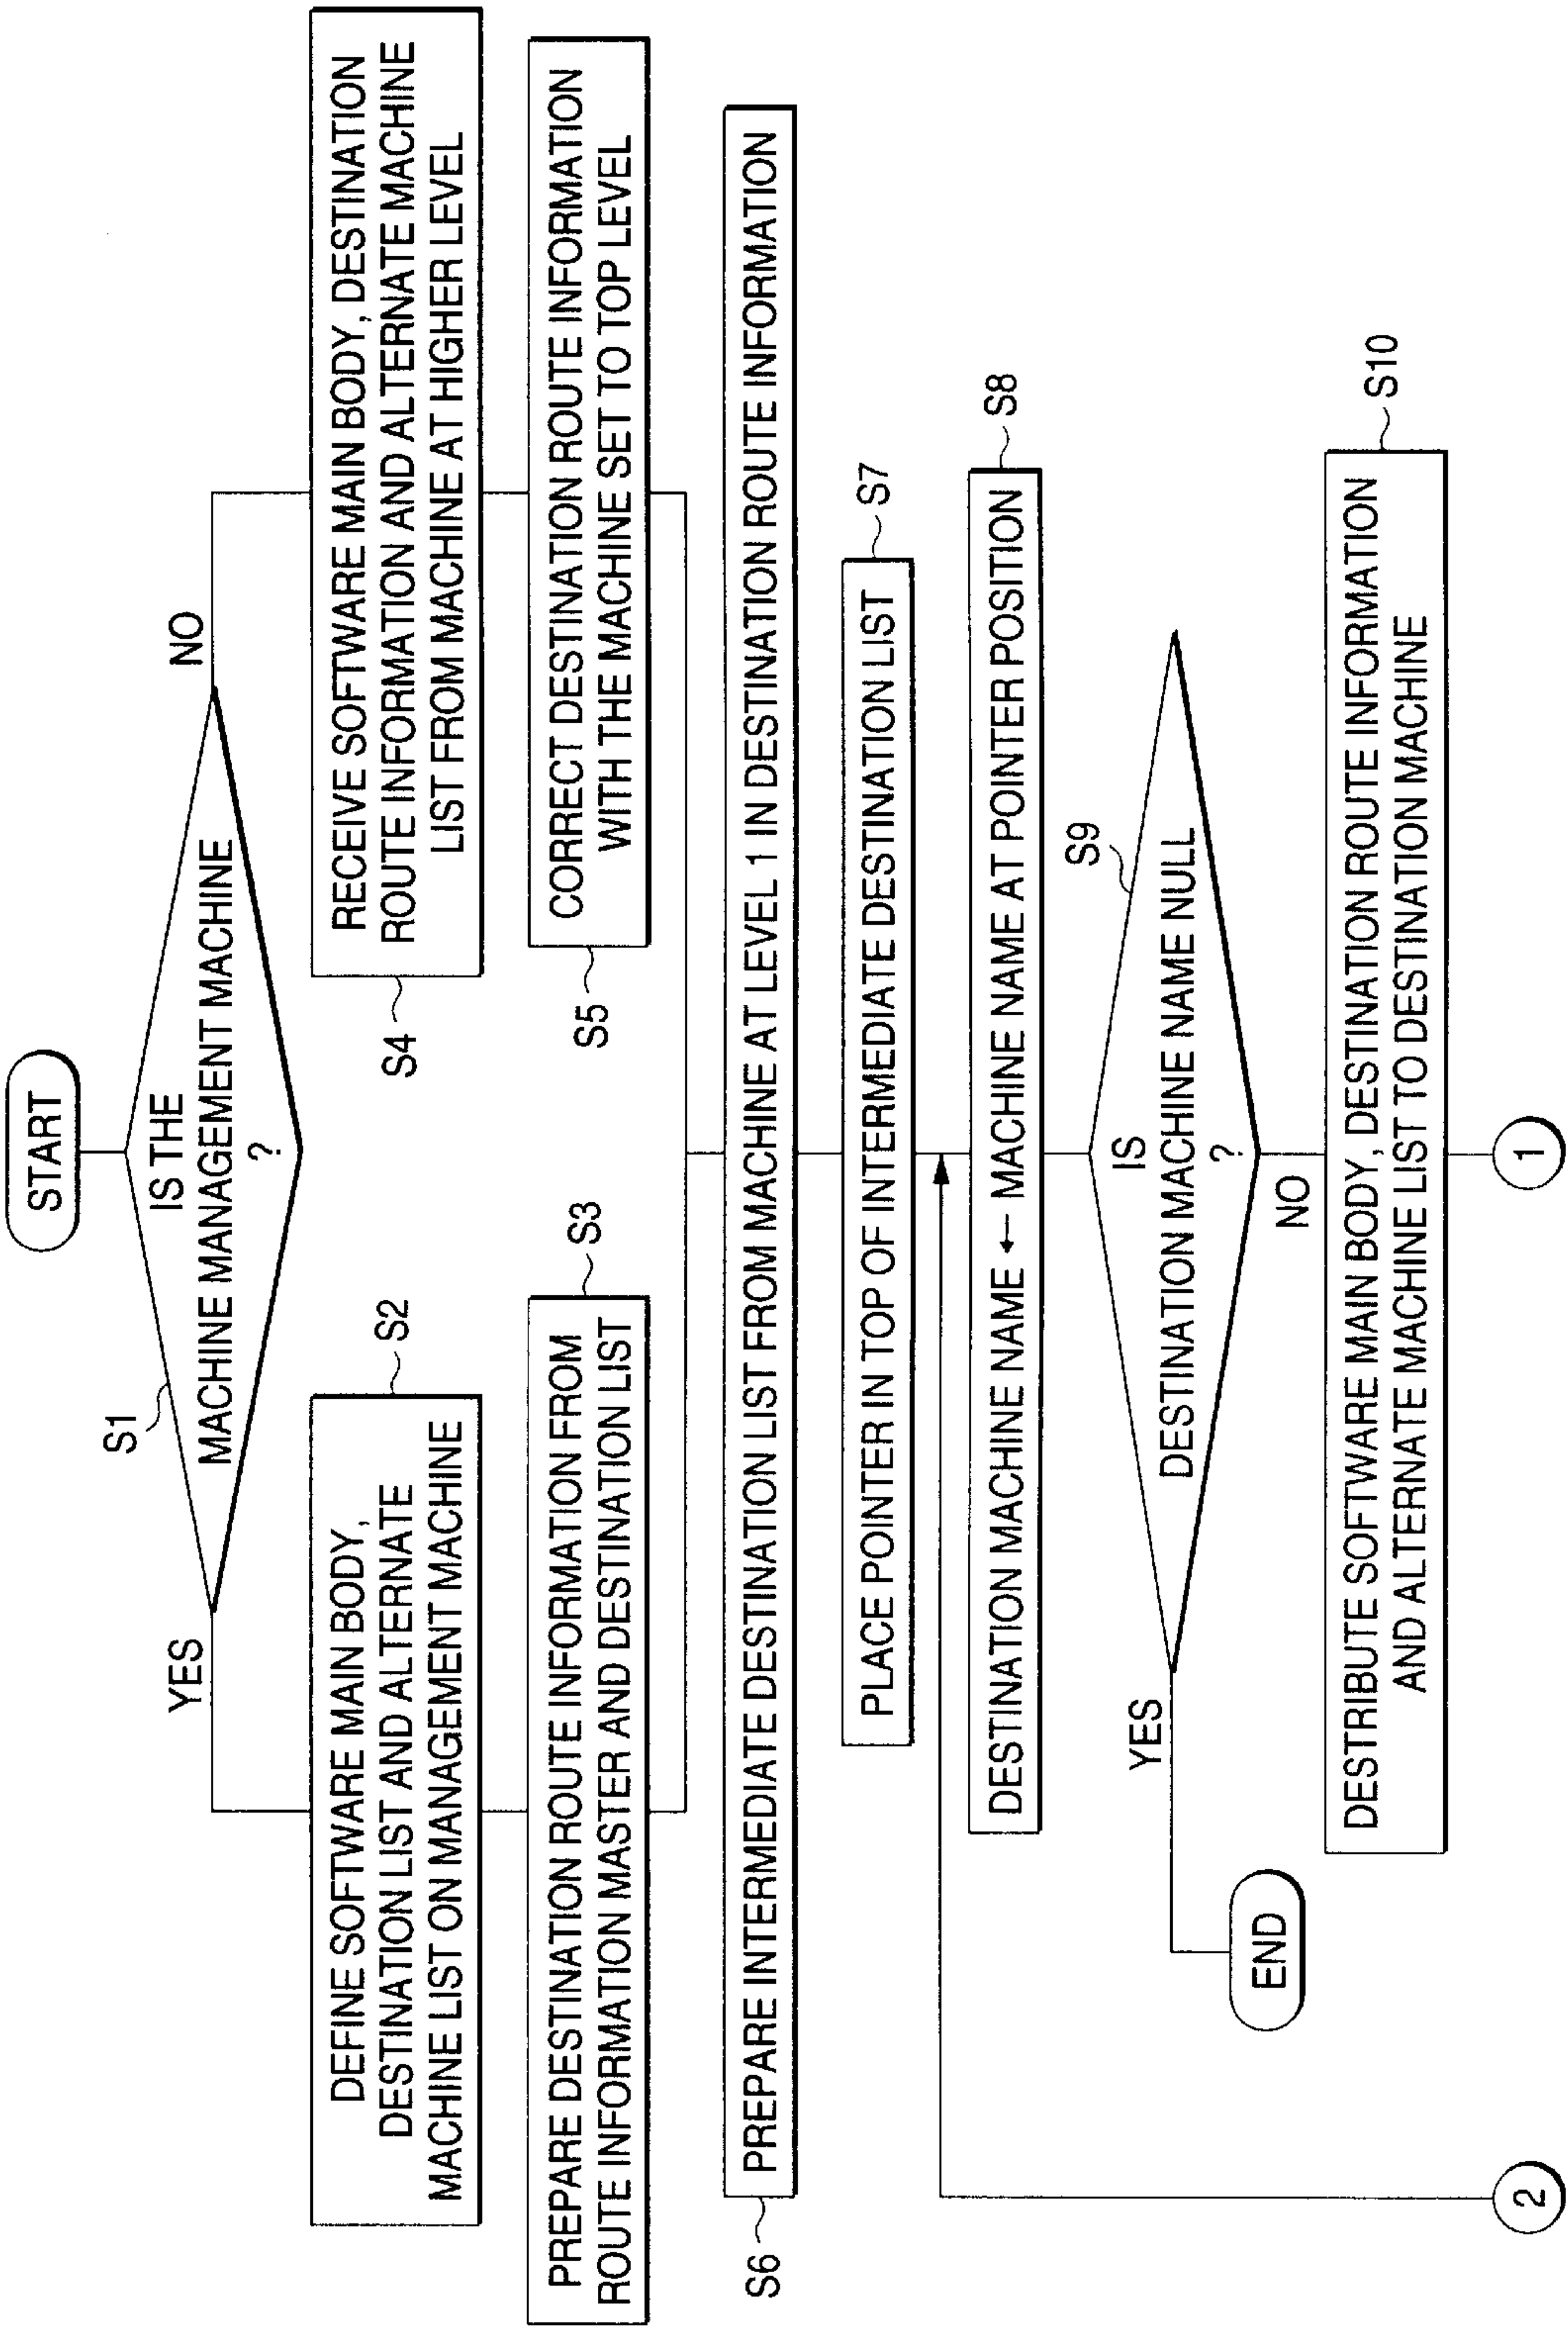 START
S1
IS THE
MACHINE MANAGEMENT MACHINE
?
YES
NO
S2
DEFINE SOFTWARE MAIN BODY,
DESTINATION LIST AND ALTERNATE
MACHINE LIST ON MANAGEMENT MACHINE
S3
PREPARE DESTINATION ROUTE INFORMATION FROM
ROUTE INFORMATION MASTER AND DESTINATION LIST
S4
RECEIVE SOFTWARE MAIN BODY, DESTINATION
ROUTE INFORMATION AND ALTERNATE MACHINE
LIST FROM MACHINE AT HIGHER LEVEL
S5
CORRECT DESTINATION ROUTE INFORMATION
WITH THE MACHINE SET TO TOP LEVEL
S6
PREPARE INTERMEDIATE DESTINATION LIST FROM MACHINE AT LEVEL 1 IN DESTINATION ROUTE INFORMATION
S7
PLACE POINTER IN TOP OF INTERMEDIATE DESTINATION LIST
S8
DESTINATION MACHINE NAME ← MACHINE NAME AT POINTER POSITION
S9
IS
DESTINATION MACHINE NAME NULL
?
YES
NO
END
S10
DESTRIBUTE SOFTWARE MAIN BODY, DESTINATION ROUTE INFORMATION
AND ALTERNATE MACHINE LIST TO DESTINATION MACHINE
2
1